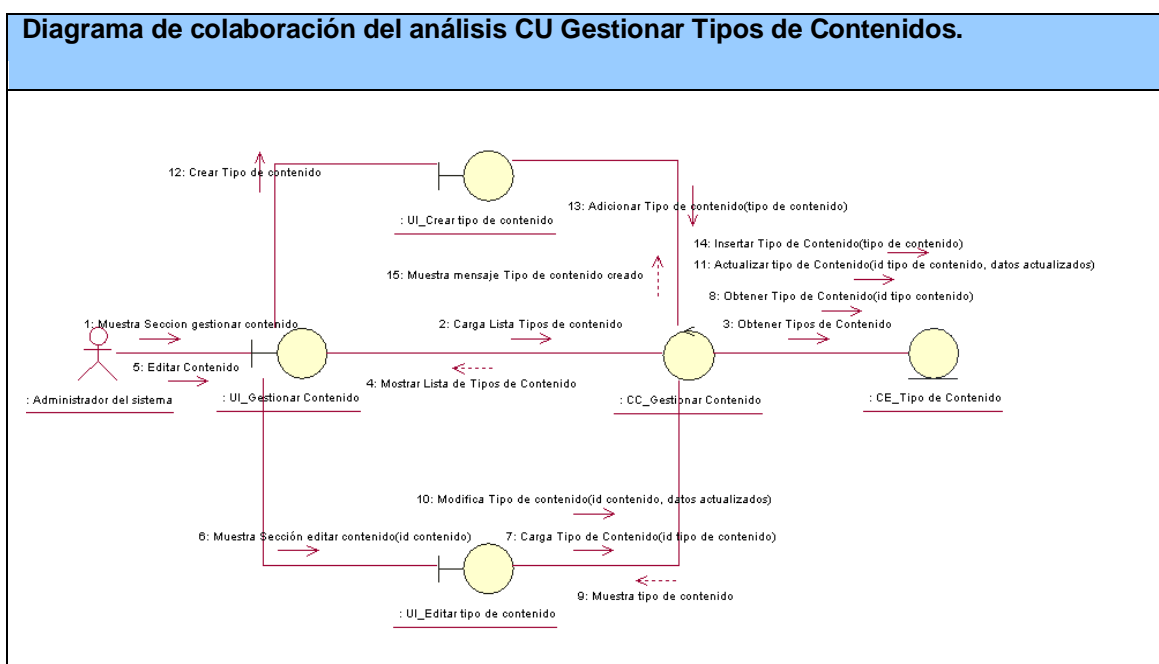 Diagrama de colaboración del análisis CU Gestionar Tipos de Contenidos.
12: Crear Tipo de contenido
: UI_Crear tipo de contenido
13: Adicionar Tipo de contenido(tipo de contenido)
14: Insertar Tipo de Contenido(tipo de contenido)
11: Actualizar tipo de Contenido(id tipo de contenido, datos actualizados)
15: Muestra mensaje Tipo de contenido creado
8: Obtener Tipo de Contenido(id tipo contenido)
1: Muestra Seccion gestionar contenido
2: Carga Lista Tipos de contenido
3: Obtener Tipos de Contenido
5: Editar Contenido
4: Mostrar Lista de Tipos de Contenido
: Administrador del sistema
: UI_Gestionar Contenido
: CC_Gestionar Contenido
: CE_Tipo de Contenido
10: Modifica Tipo de contenido(id contenido, datos actualizados)
6: Muestra Sección editar contenido(id contenido)
7: Carga Tipo de Contenido(id tipo de contenido)
9: Muestra tipo de contenido
: UI_Editar tipo de contenido